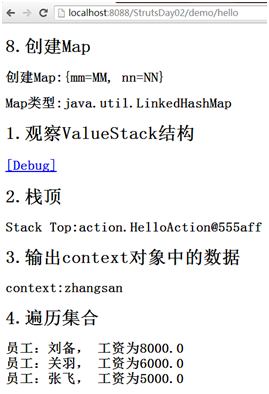 localhost:8088/StrutsDay02/demo/hello
8.创建Map
创建Map:{mm=MM, nn=NN}
Map类型:java.util.LinkedHashMap
1.观察ValueStack结构
[Debug]
2.栈顶
Stack Top:action.HelloAction@555aff
3.输出context对象中的数据
context:zhangsan
4.遍历集合
员工：刘备， 工资为8000.0
员工：关羽， 工资为6000.0
员工：张飞， 工资为5000.0